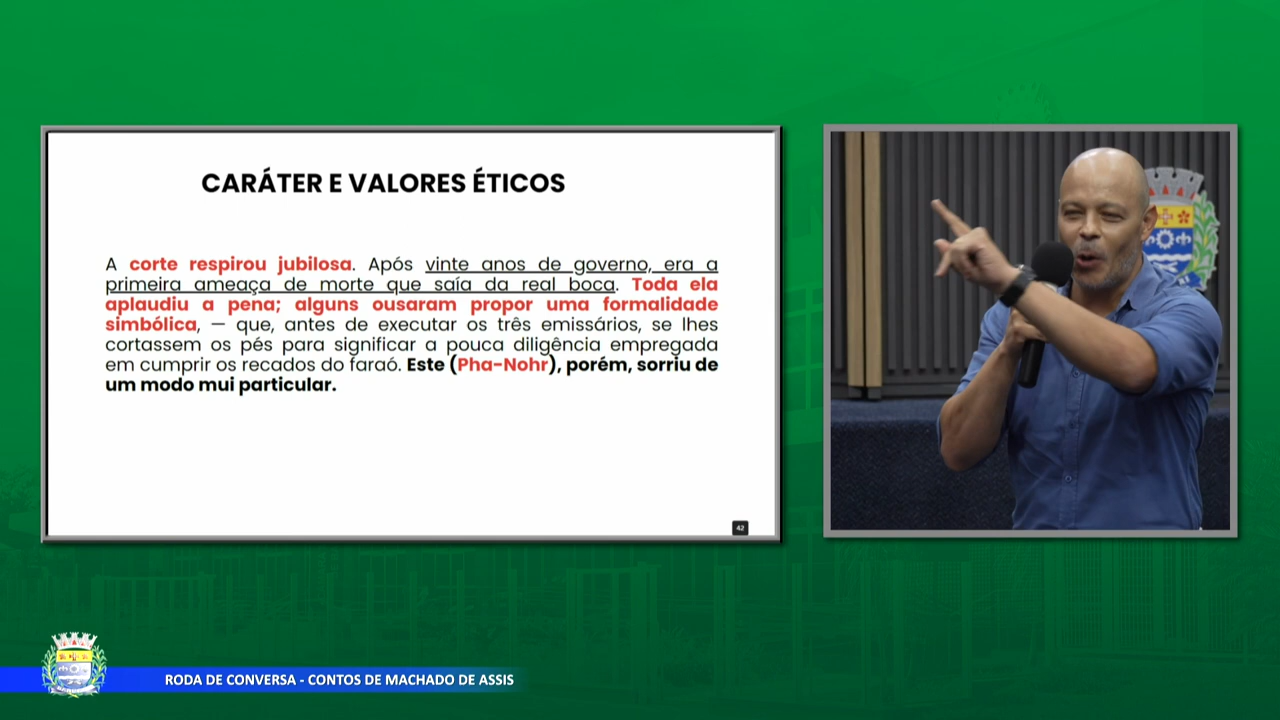 CARÁTER E VALORES ÉTICOS
A corte respirou jubilosa. Após vinte anos de governo, era a
primeira ameaça de morte que saía da real boca. Toda ela
aplaudiu a pena; alguns ousaram propor uma formalidade
simbólica, — que, antes de executar os três emissários, se lhes
cortassem os pés para significar a pouca diligência empregada
em cumprir os recados do faraó. Este (Pha-Nohr), porém, sorriu de
um modo mui particular.
42
RODA DE CONVERSA - CONTOS DE MACHADO DE ASSIS